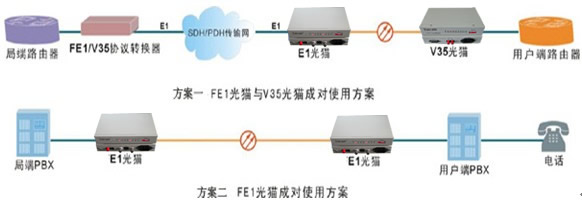 E1
SDH/PDH传输网
E1
局端路由器
FE1/V35协议转换器
E1光猫
V35光猫
用户端路由器
方案一 FE1光猫与V35光猫成对使用方案
局端PBX
E1光猫
E1光猫
用户端PBX
电话
方案二 FE1光猫成对使用方案